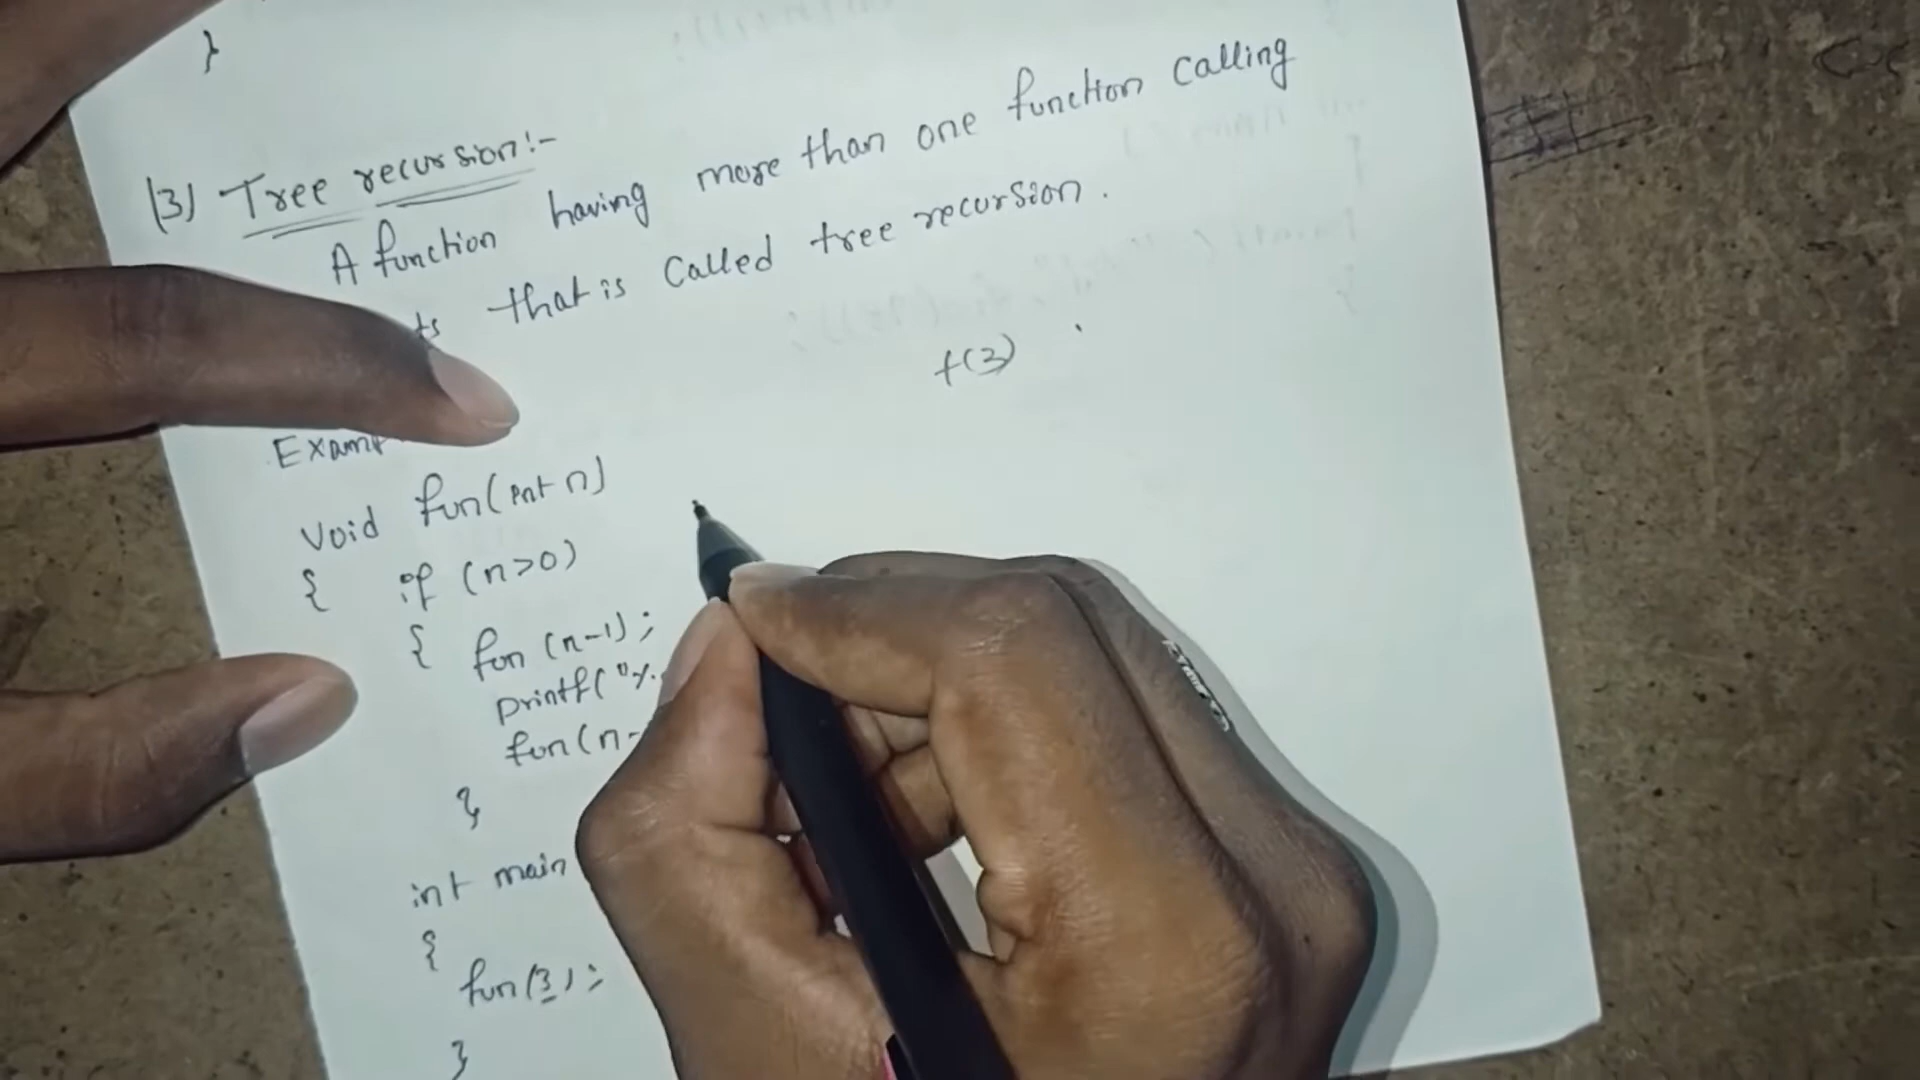 }
(3) Tree recursion:-
A function having more than one function calling
that is called tree recursion.
f(3)
void fun(int n)
{ if (n>0)
{ fun (n-1);
printf("%
fun(n-
}
int main
{
fun(3);
}